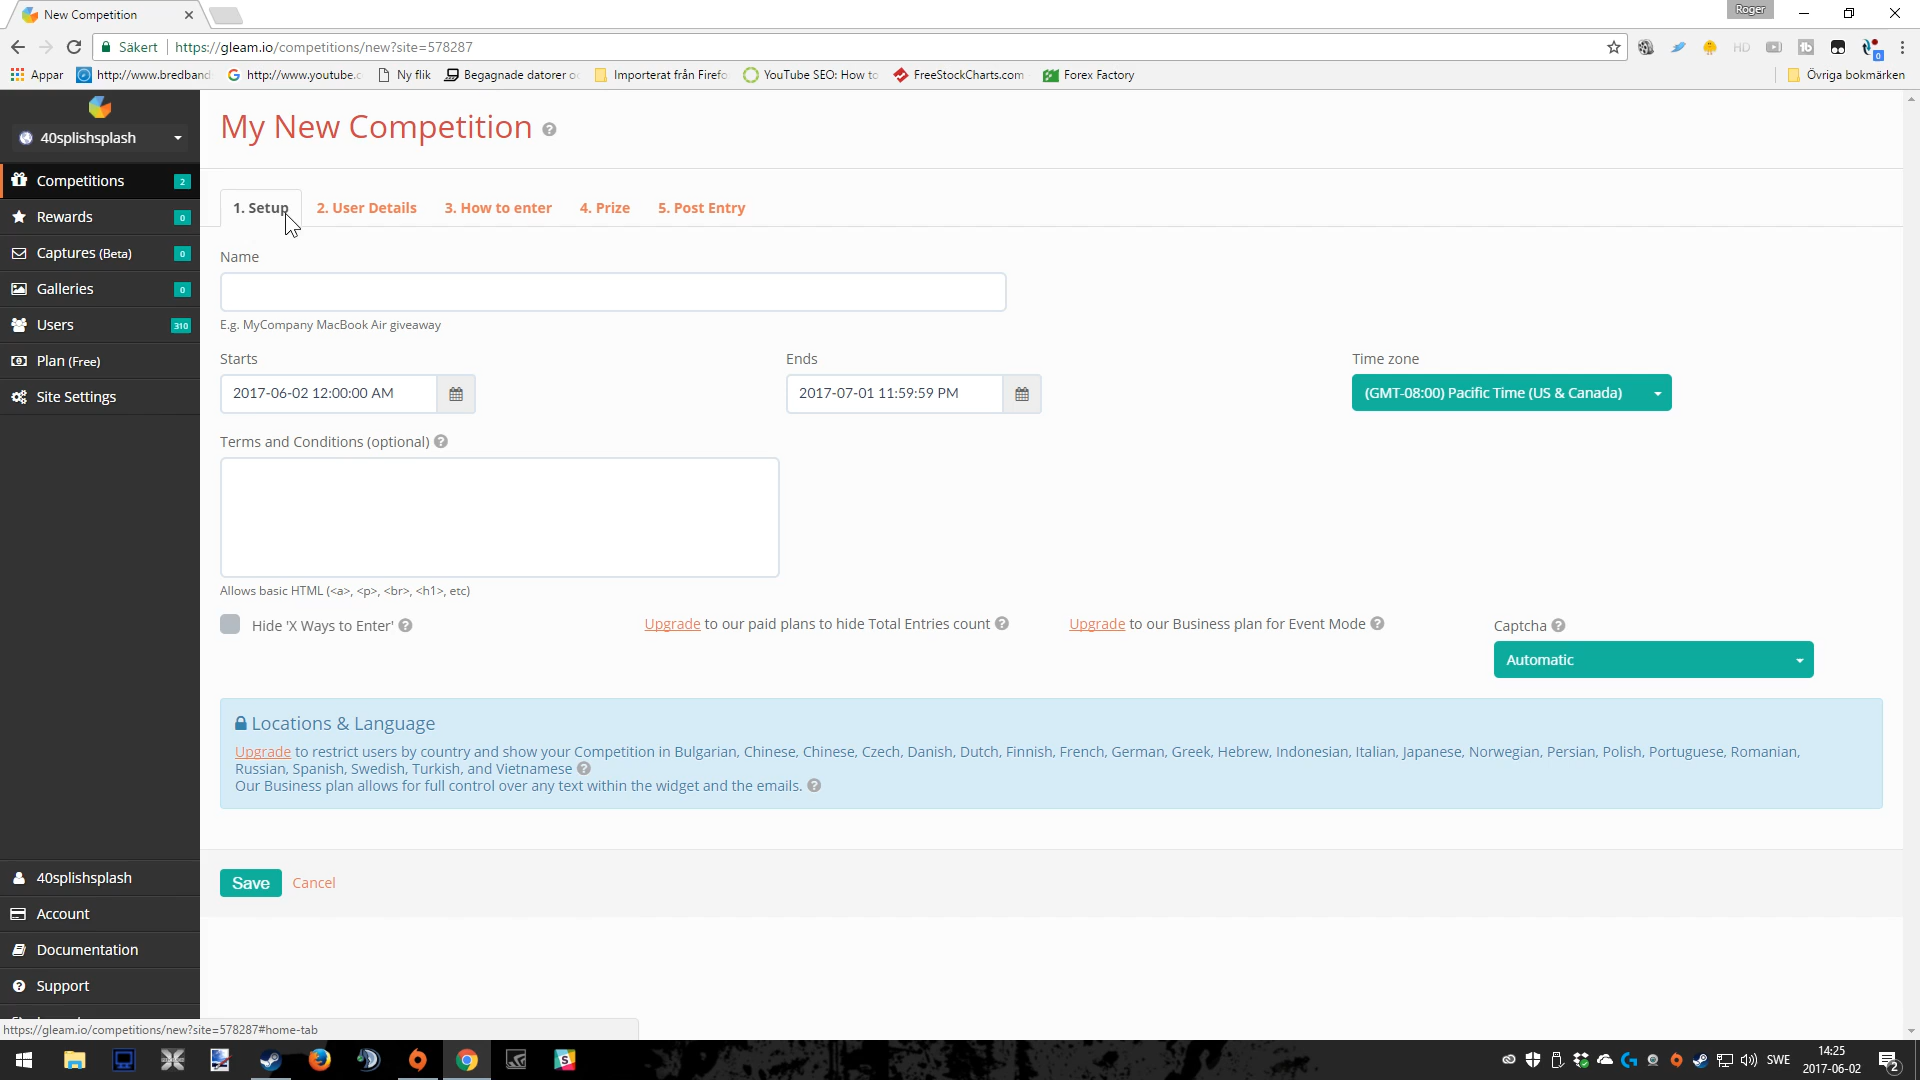 New Competition
Roger
Säkert
https://gleam.io/competitions/new?site=578287
HD
0
Appar
http://www.bredband
http://www.youtube.c
Ny flik
Begagnade datorer o
Importerat från Firefo
YouTube SEO: How to
FreeStockCharts.com
Forex Factory
Övriga bokmärken
40splishsplash
Competitions 2
Rewards 0
Captures (Beta) 0
Galleries 0
Users 310
Plan (Free)
Site Settings
My New Competition
1. Setup
2. User Details
3. How to enter
4. Prize
5. Post Entry
Name
E.g. MyCompany MacBook Air giveaway
Starts
Ends
Time zone
2017-06-02 12:00:00 AM
2017-07-01 11:59:59 PM
(GMT-08:00) Pacific Time (US & Canada)
Terms and Conditions (optional)
Allows basic HTML (<a>, <p>, <br>, <h1>, etc)
Hide 'X Ways to Enter'
Upgrade to our paid plans to hide Total Entries count
Upgrade to our Business plan for Event Mode
Captcha
Automatic
Locations & Language
Upgrade to restrict users by country and show your Competition in Bulgarian, Chinese, Chinese, Czech, Danish, Dutch, Finnish, French, German, Greek, Hebrew, Indonesian, Italian, Japanese, Norwegian, Persian, Polish, Portuguese, Romanian,
Russian, Spanish, Swedish, Turkish, and Vietnamese
Our Business plan allows for full control over any text within the widget and the emails.
Save
Cancel
40splishsplash
Account
Documentation
Support
https://gleam.io/competitions/new?site=578287#home-tab
SWE
14:25
2017-06-02
2